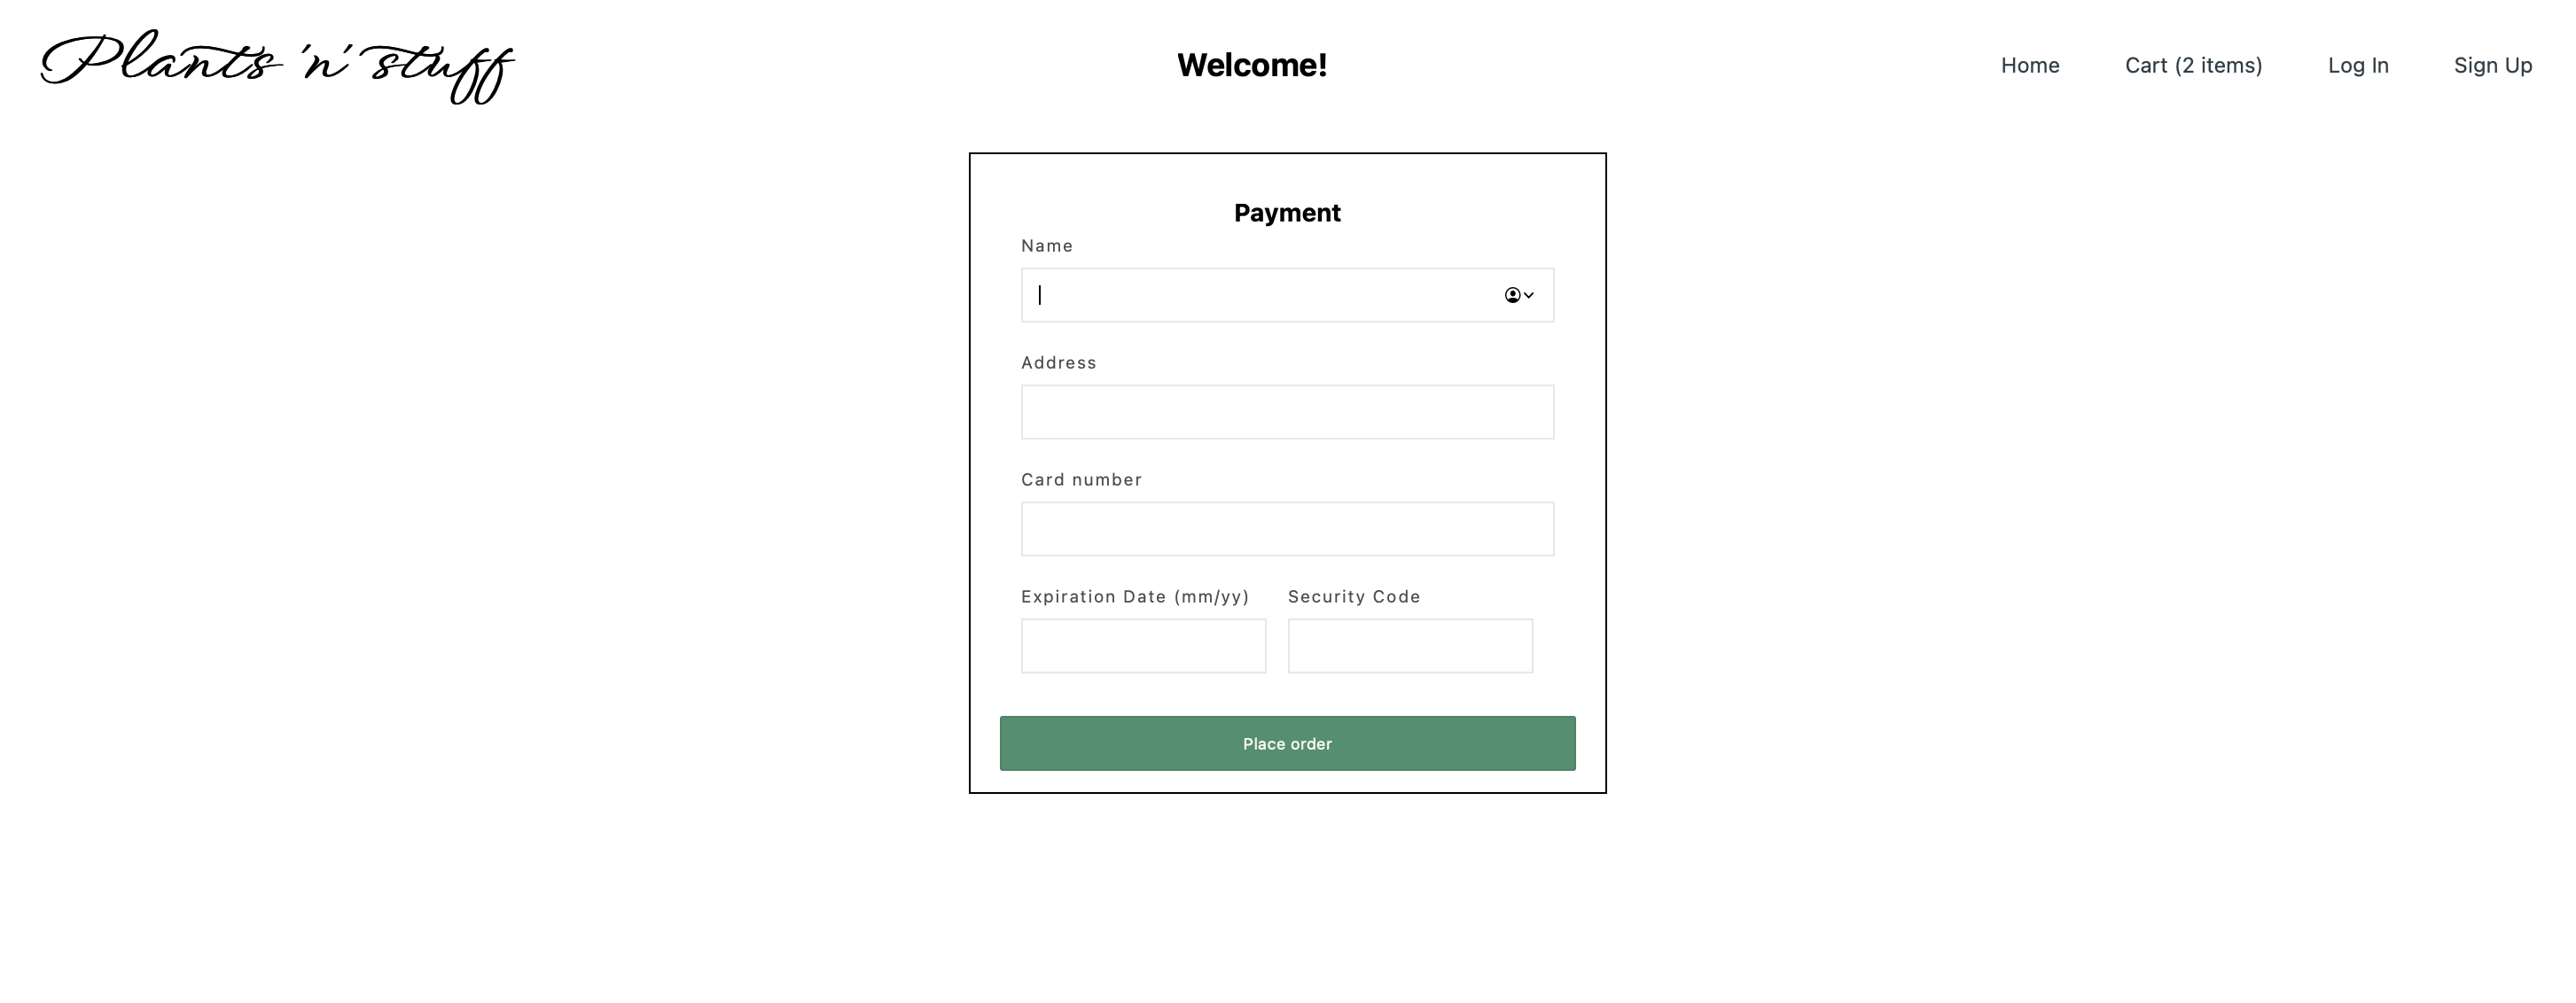 Plants 'n' stuff
Welcome!
Home Cart (2 items) Log In Sign Up
Payment
Name
Address
Card number
Expiration Date (mm/yy) Security Code
Place order